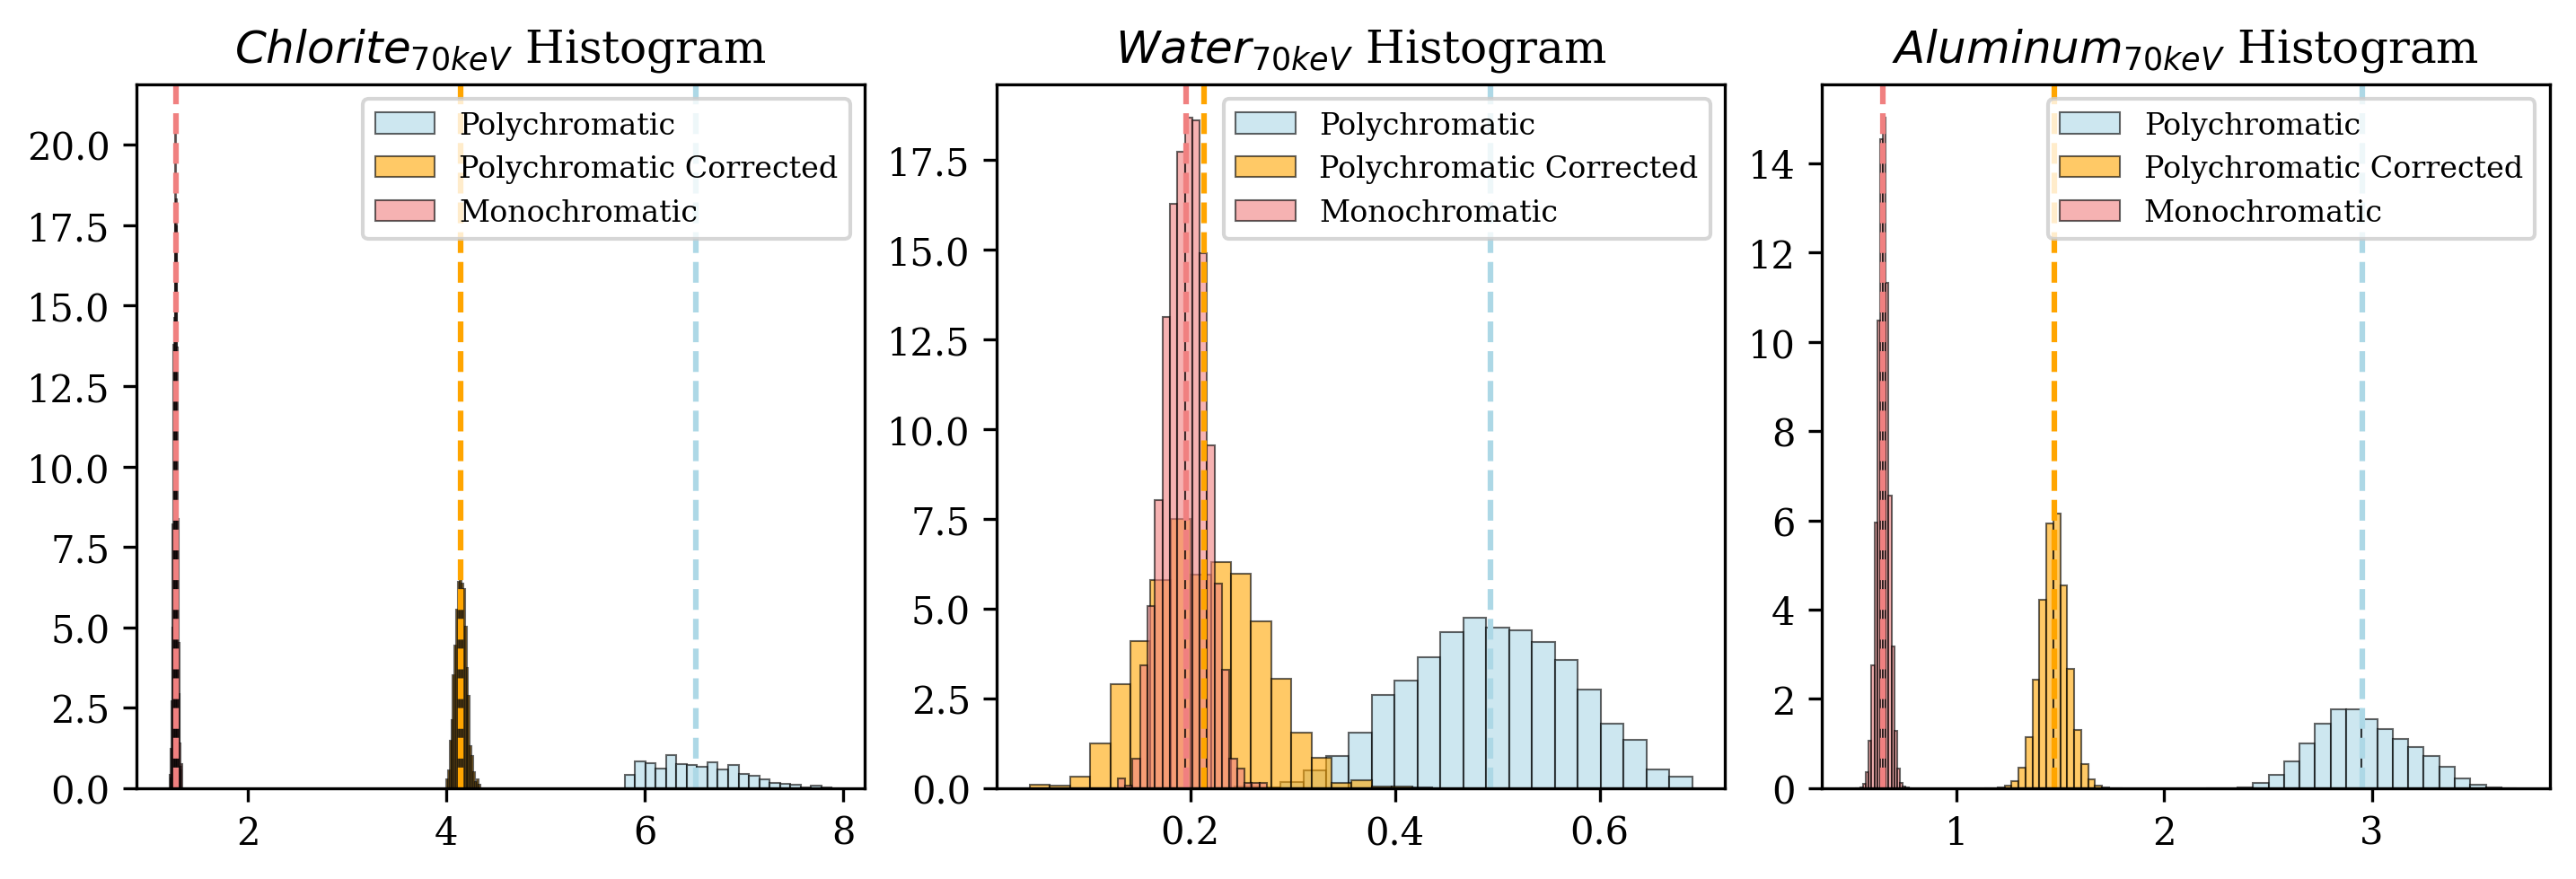 Chlorite70keV Histogram
20.0
17.5
15.0
12.5
10.0
7.5
5.0
2.5
0.0
2 4 6 8
Polychromatic
Polychromatic Corrected
Monochromatic
Water70keV Histogram
17.5
15.0
12.5
10.0
7.5
5.0
2.5
0.0
0.2 0.4 0.6
Polychromatic
Polychromatic Corrected
Monochromatic
Aluminum70keV Histogram
14
12
10
8
6
4
2
0
1 2 3
Polychromatic
Polychromatic Corrected
Monochromatic